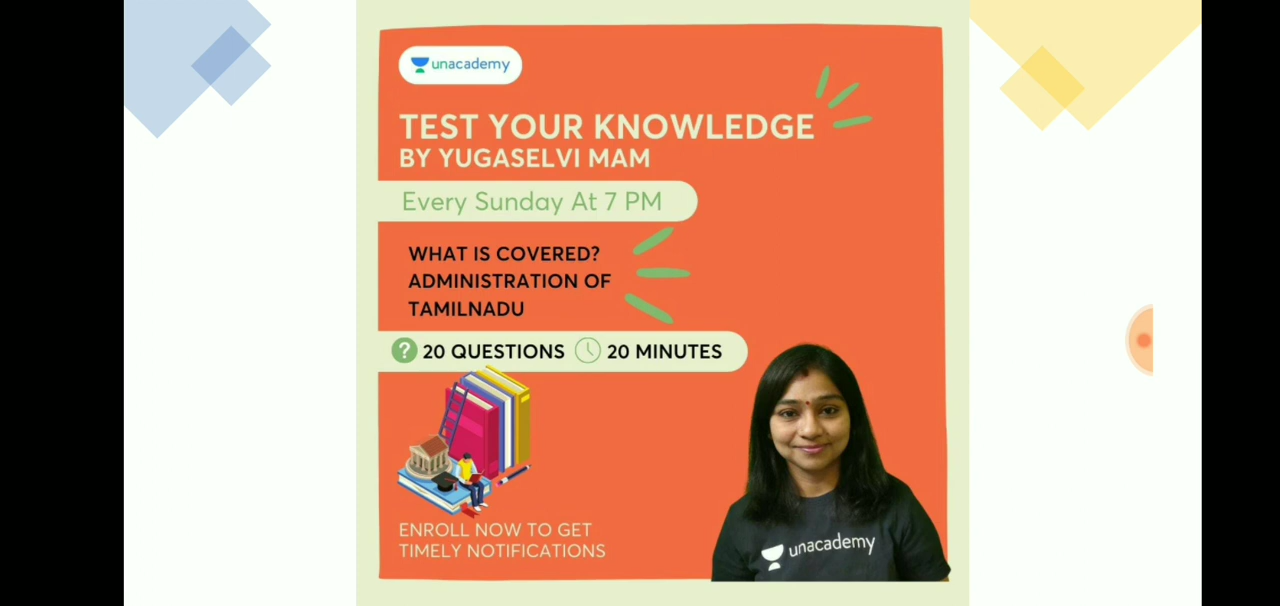 unacademy
TEST YOUR KNOWLEDGE
BY YUGASELVI MAM
Every Sunday At 7 PM
WHAT IS COVERED?
ADMINISTRATION OF
TAMILNADU
? 20 QUESTIONS 20 MINUTES
ENROLL NOW TO GET
TIMELY NOTIFICATIONS
unacademy